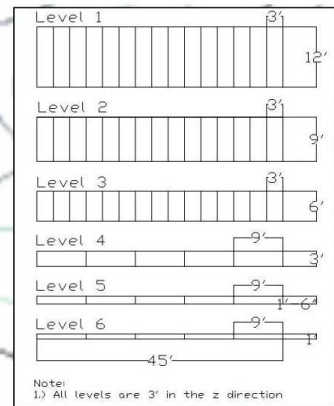 Level 1
3'
12'
Level 2
3'
9'
Level 3
3'
6'
Level 4
9'
3'
Level 5
9'
1'-6"
Level 6
9'
1'
45'
Note:
1.) All levels are 3' in the z direction